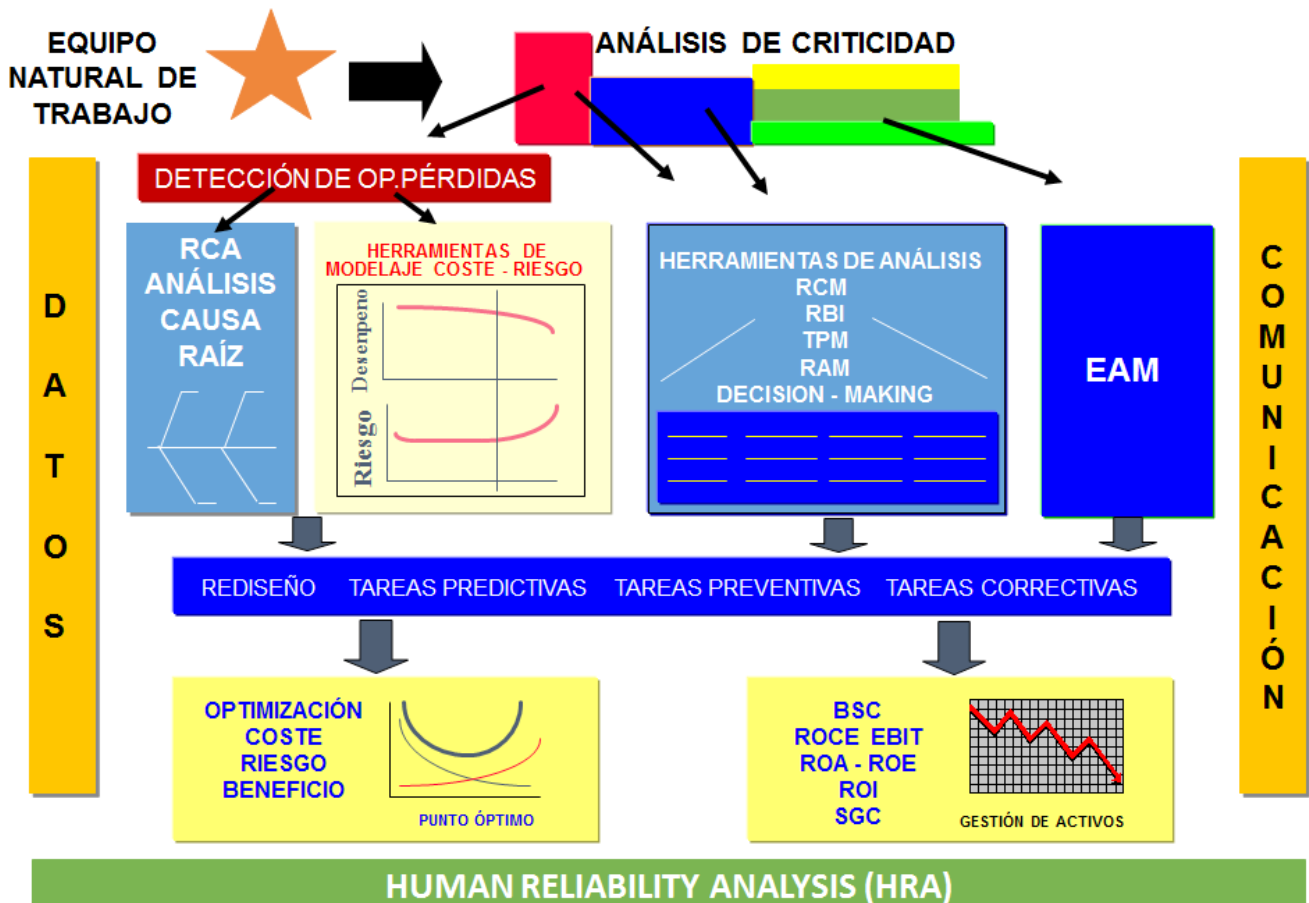 EQUIPO
NATURAL DE
TRABAJO
ANÁLISIS DE CRITICIDAD
DETECCIÓN DE OP.PÉRDIDAS
DATOS
RCA
ANÁLISIS
CAUSA
RAÍZ
HERRAMIENTAS DE
MODELAJE COSTE - RIESGO
Desenpeno
Riesgo
HERRAMIENTAS DE ANÁLISIS
RCM
RBI
TPM
RAM
DECISION - MAKING
EAM
COMUNICACIÓN
REDISEÑO TAREAS PREDICTIVAS TAREAS PREVENTIVAS TAREAS CORRECTIVAS
OPTIMIZACIÓN
COSTE
RIESGO
BENEFICIO
PUNTO ÓPTIMO
BSC
ROCE EBIT
ROA - ROE
ROI
SGC
GESTIÓN DE ACTIVOS
HUMAN RELIABILITY ANALYSIS (HRA)